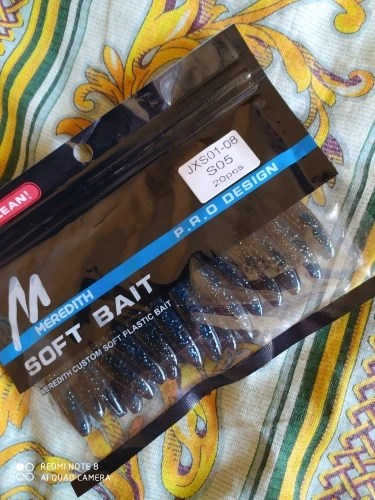 JXS01-08
S05
20pcs
P.R.O DESIGN
M
MEREDITH
SOFT BAIT
MEREDITH CUSTOM SOFT PLASTIC BAIT
REDMI NOTE 8
AI QUAD CAMERA